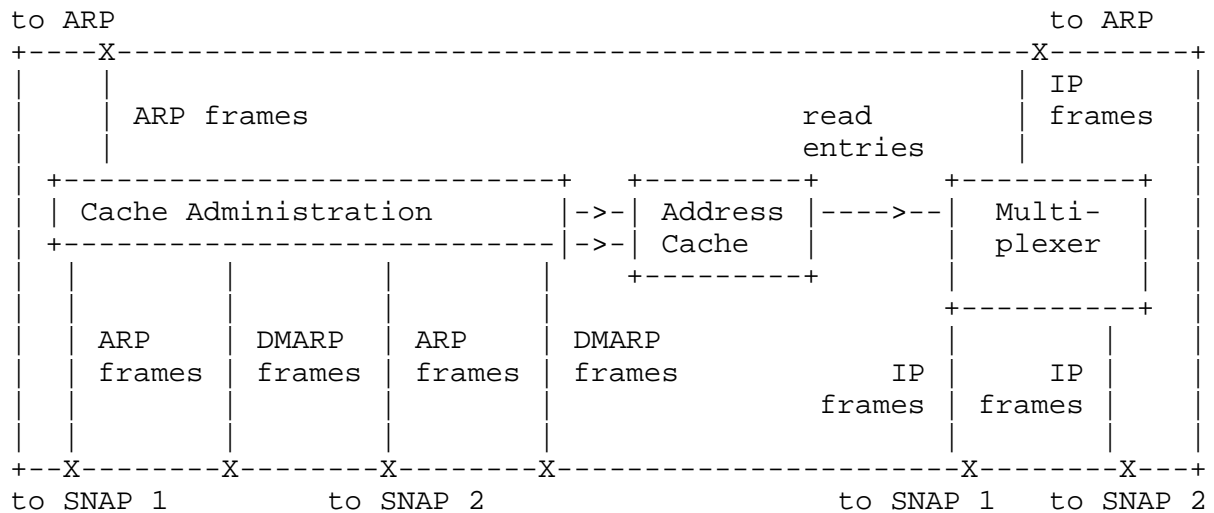 to ARP to ARP
IP
ARP frames read frames
entries
Cache Administration Address Multi-
Cache plexer
ARP DMARP ARP DMARP
frames frames frames frames IP IP
frames frames
to SNAP 1 to SNAP 2 to SNAP 1 to SNAP 2